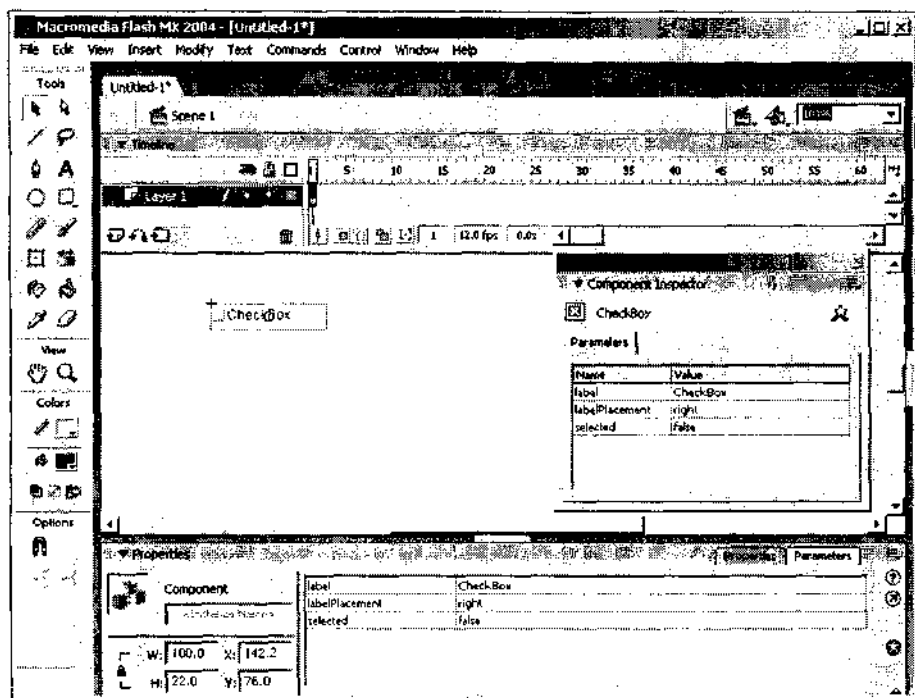 Macromedia Flash MX 2004 - [Untitled-1*]
File Edit View Insert Modify Text Commands Control Window Help
Tools
Untitled-1*
Scene 1
Timeline
1 5 10 15 20 25 30 35 40 45 50 55 60
Layer 1
1 12.0 fps 0.0s
CheckBox
Component Inspector
CheckBox
Parameters
Name Value
label CheckBox
labelPlacement right
selected false
View
Colors
Options
Properties
Properties Parameters
Component
<Instance Name>
label CheckBox
labelPlacement right
selected false
W: 100.0 X: 142.2
H: 22.0 Y: 76.0